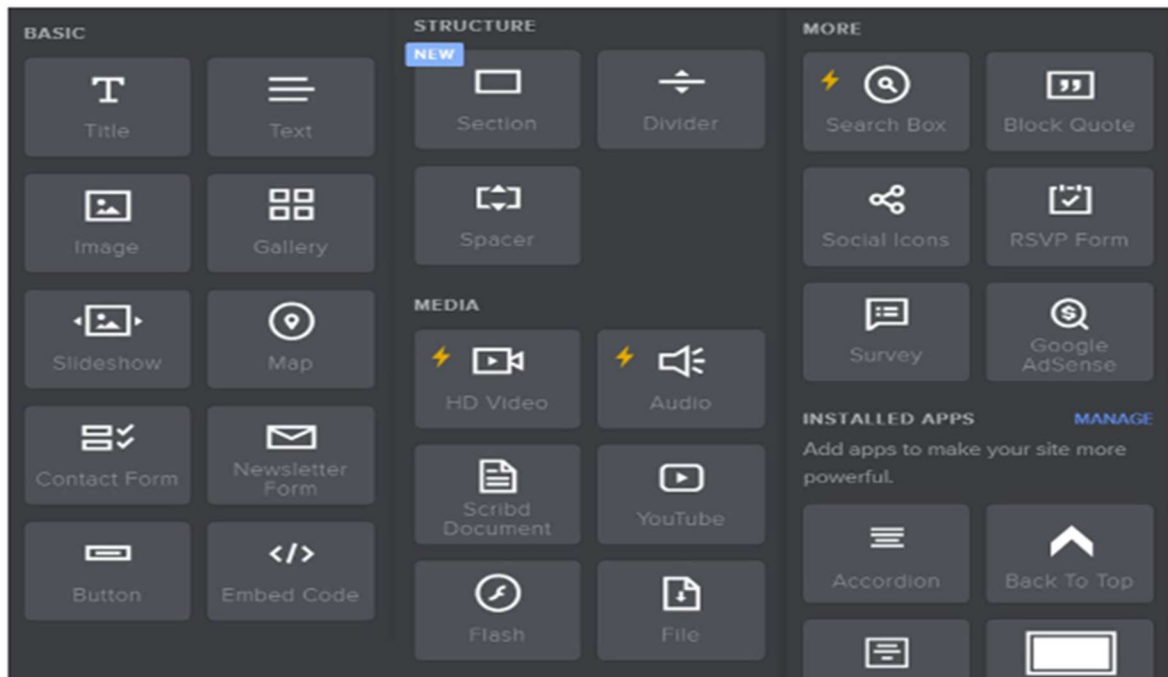 BASIC
Title
Text
Image
Gallery
Slideshow
Map
Contact Form
Newsletter
Form
Button
Embed Code
STRUCTURE
NEW
Section
Divider
Spacer
MEDIA
HD Video
Audio
Scribd
Document
YouTube
Flash
File
MORE
Search Box
Block Quote
Social Icons
RSVP Form
Survey
Google
AdSense
INSTALLED APPS
MANAGE
Add apps to make your site more
powerful.
Accordion
Back To Top